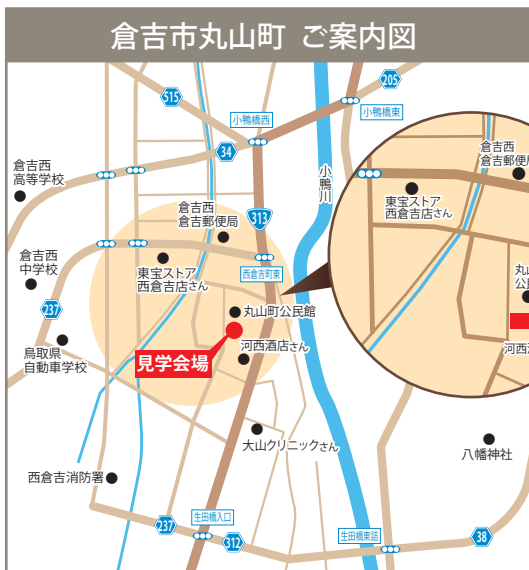 倉吉市丸山町 ご案内図
515
205
小鴨橋西
小鴨橋東
34
倉吉西
高等学校
小鴨川
倉吉西
倉吉郵便局
313
倉吉西
倉吉郵便局
東宝ストア
西倉吉店さん
倉吉西
中学校
東宝ストア
西倉吉店さん
西倉吉町東
237
丸山町公民館
丸山
公民
鳥取県
自動車学校
見学会場
河西酒店さん
河西酒
大山クリニックさん
八幡神社
西倉吉消防署
生田橋入口
237
312
生田橋東詰
38